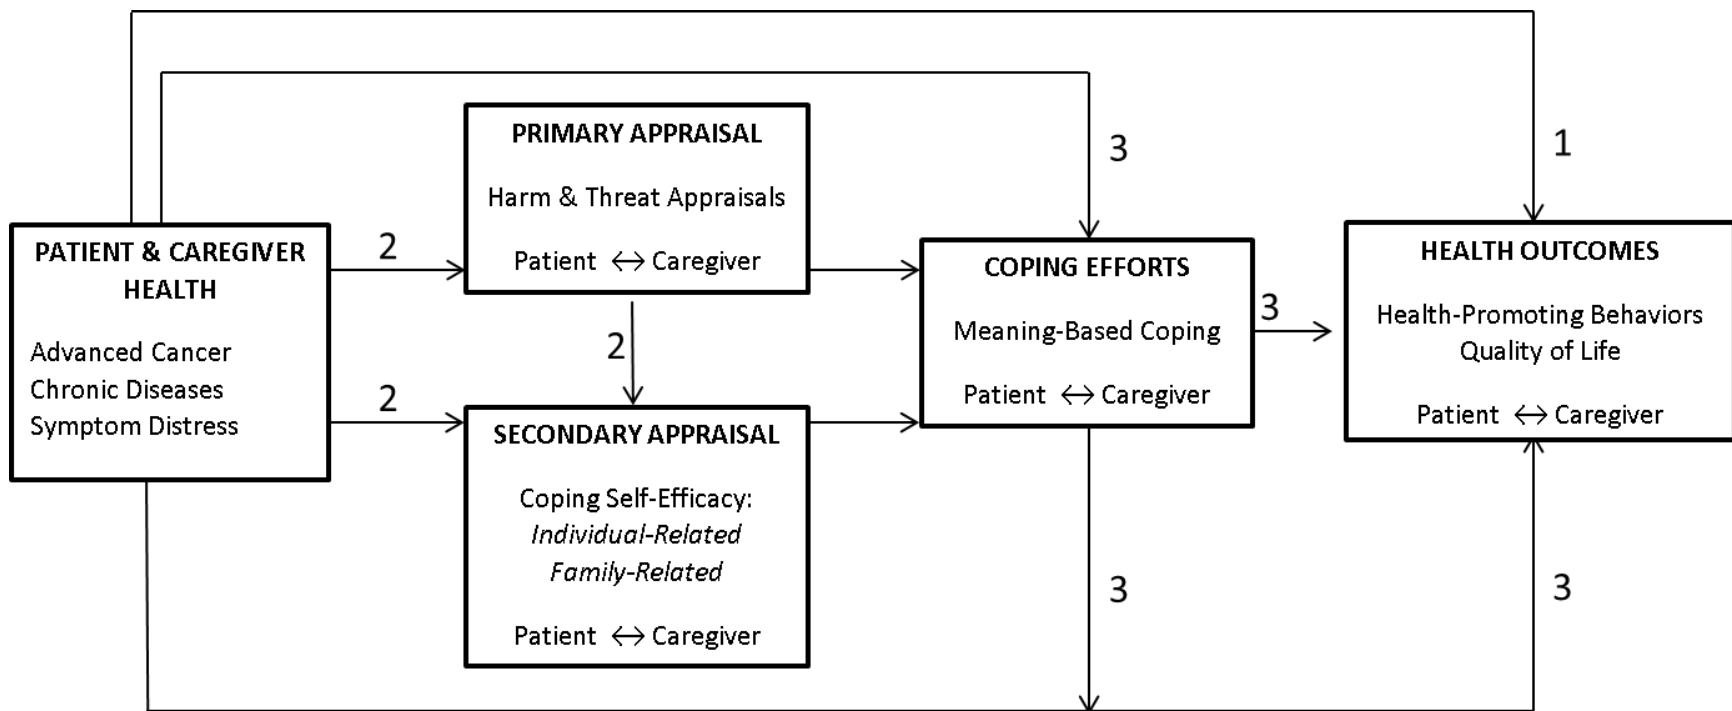 PATIENT & CAREGIVER
HEALTH
Advanced Cancer
Chronic Diseases
Symptom Distress
2
2
PRIMARY APPRAISAL
Harm & Threat Appraisals
Patient ↔ Caregiver
2
SECONDARY APPRAISAL
Coping Self-Efficacy:
Individual-Related
Family-Related
Patient ↔ Caregiver
3
COPING EFFORTS
Meaning-Based Coping
Patient ↔ Caregiver
3
3
1
HEALTH OUTCOMES
Health-Promoting Behaviors
Quality of Life
Patient ↔ Caregiver
3